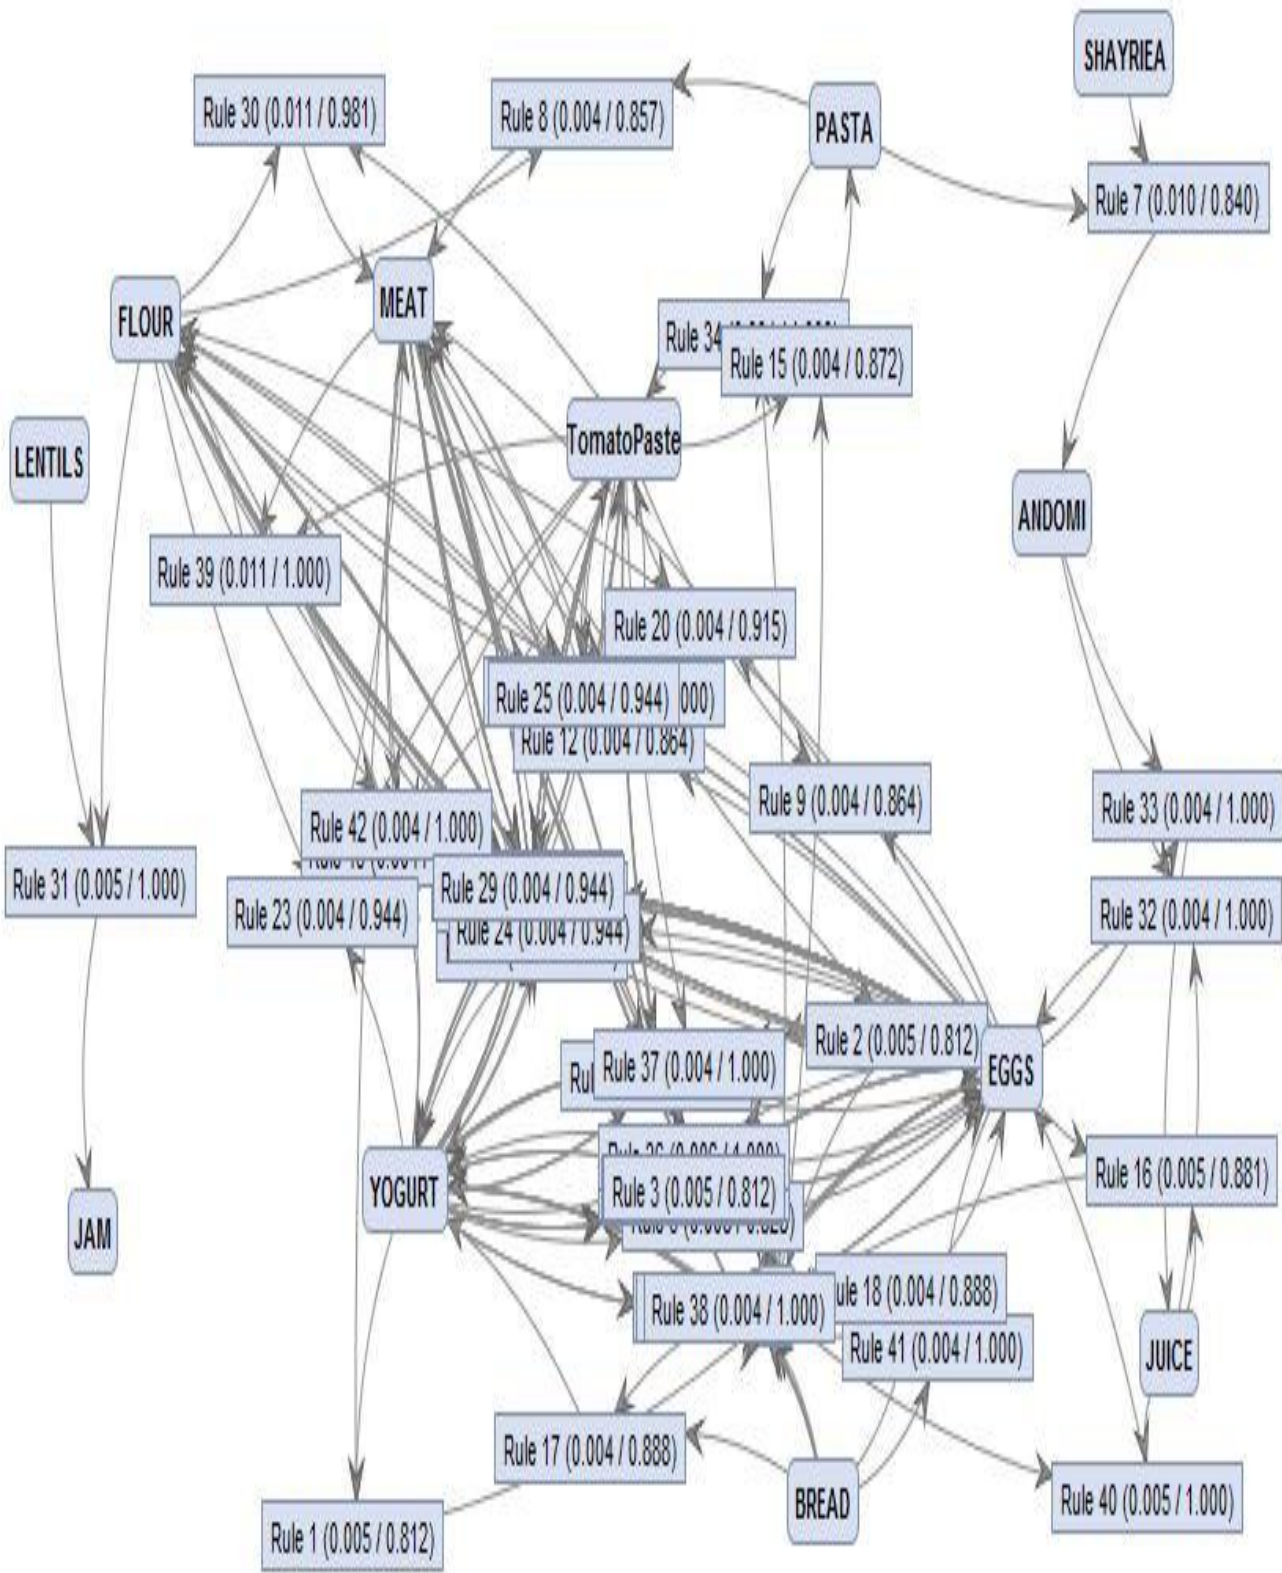 SHAYRIEA
Rule 30 (0.011 / 0.981)
Rule 8 (0.004 / 0.857)
PASTA
Rule 7 (0.010 / 0.840)
FLOUR
MEAT
Rule 34
Rule 15 (0.004 / 0.872)
LENTILS
TomatoPaste
ANDOMI
Rule 39 (0.011 / 1.000)
Rule 20 (0.004 / 0.915)
Rule 25 (0.004 / 0.944)
000)
Rule 12 (0.004 / 0.864)
Rule 9 (0.004 / 0.864)
Rule 33 (0.004 / 1.000)
Rule 42 (0.004 / 1.000)
Rule 31 (0.005 / 1.000)
Rule 29 (0.004 / 0.944)
Rule 23 (0.004 / 0.944)
Rule 32 (0.004 / 1.000)
Rule 24 (0.004 / 0.944)
Rule 2 (0.005 / 0.812)
Rule 37 (0.004 / 1.000)
EGGS
Rule 16 (0.005 / 0.881)
YOGURT
Rule 3 (0.005 / 0.812)
JAM
Rule 38 (0.004 / 1.000)
ule 18 (0.004 / 0.888)
Rule 41 (0.004 / 1.000)
JUICE
Rule 17 (0.004 / 0.888)
BREAD
Rule 40 (0.005 / 1.000)
Rule 1 (0.005 / 0.812)